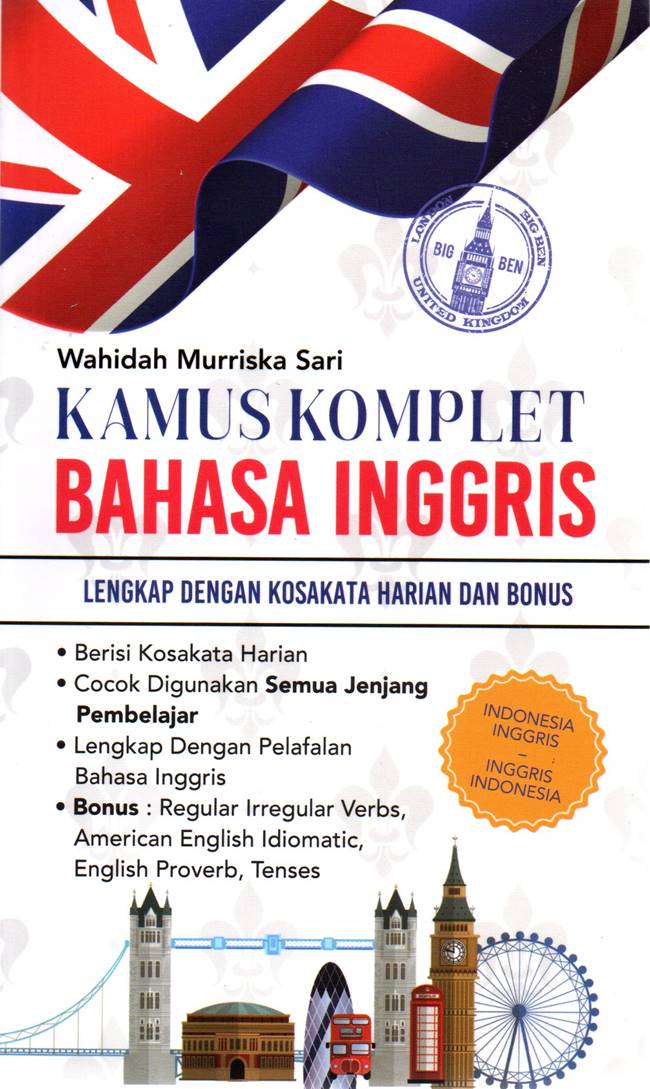 LONDON BIG BEN
BIG BEN
UNITED KINGDOM
Wahidah Murriska Sari
KAMUS KOMPLET
BAHASA INGGRIS
LENGKAP DENGAN KOSAKATA HARIAN DAN BONUS
• Berisi Kosakata Harian
• Cocok Digunakan Semua Jenjang
Pembelajar
• Lengkap Dengan Pelafalan
Bahasa Inggris
• Bonus : Regular Irregular Verbs,
American English Idiomatic,
English Proverb, Tenses
INDONESIA
INGGRIS
–
INGGRIS
INDONESIA